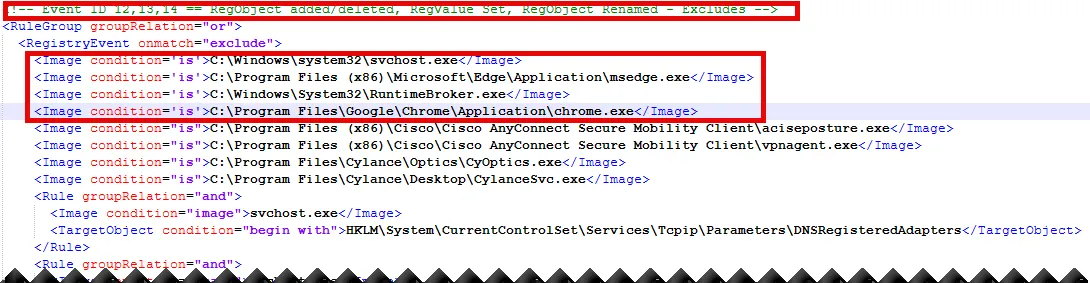 <!-- Event ID 12,13,14 == RegObject added/deleted, RegValue Set, RegObject Renamed - Excludes -->
<RuleGroup groupRelation="or">
<RegistryEvent onmatch="exclude">
<Image condition='is'>C:\Windows\system32\svchost.exe</Image>
<Image condition='is'>C:\Program Files (x86)\Microsoft\Edge\Application\msedge.exe</Image>
<Image condition='is'>C:\Windows\System32\RuntimeBroker.exe</Image>
<Image condition='is'>C:\Program Files\Google\Chrome\Application\chrome.exe</Image>
<Image condition="is">C:\Program Files (x86)\Cisco\Cisco AnyConnect Secure Mobility Client\aciseposture.exe</Image>
<Image condition="is">C:\Program Files (x86)\Cisco\Cisco AnyConnect Secure Mobility Client\vpnagent.exe</Image>
<Image condition="is">C:\Program Files\Cylance\Optics\CyOptics.exe</Image>
<Image condition="is">C:\Program Files\Cylance\Desktop\CylanceSvc.exe</Image>
<Rule groupRelation="and">
<Image condition="image">svchost.exe</Image>
<TargetObject condition="begin with">HKLM\System\CurrentControlSet\Services\Tcpip\Parameters\DNSRegisteredAdapters</TargetObject>
</Rule>
<Rule groupRelation="and">